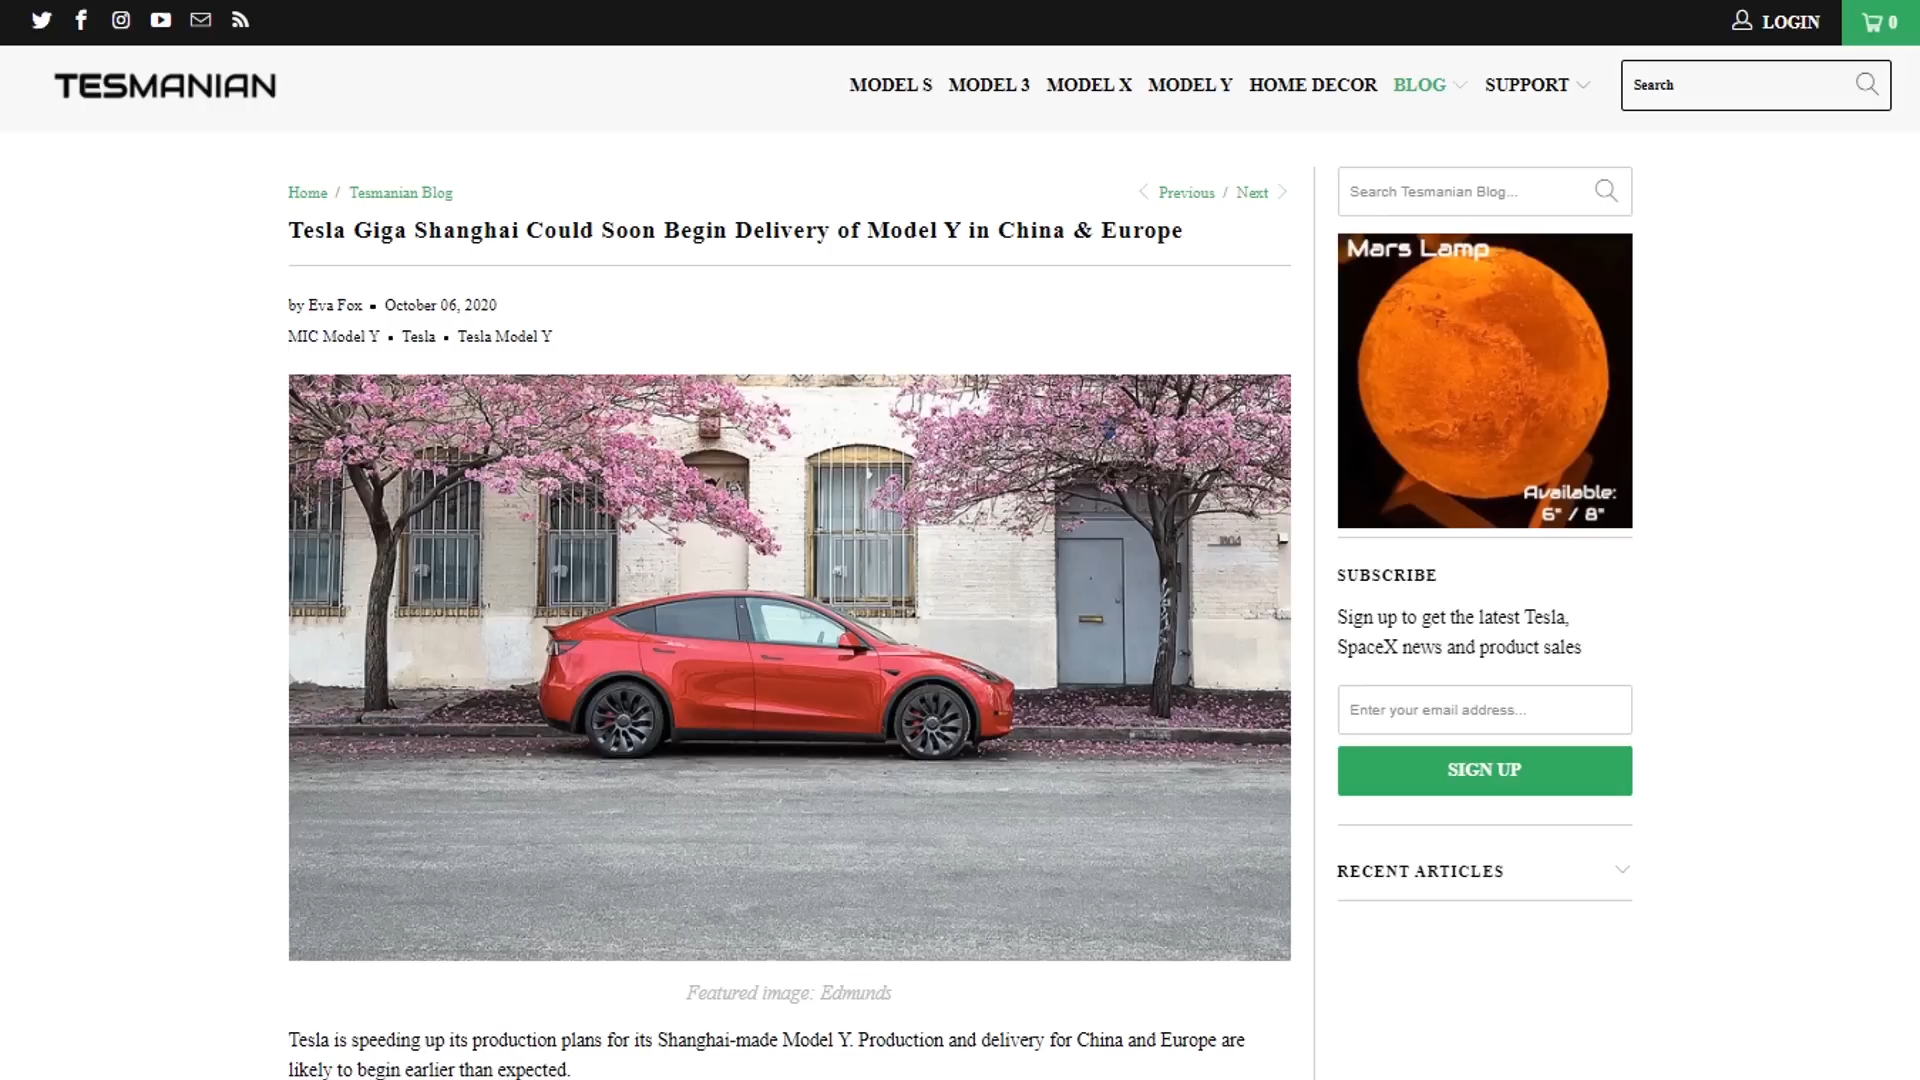 LOGIN
0
TESMANIAN
MODEL S MODEL 3 MODEL X MODEL Y HOME DECOR BLOG SUPPORT
Search
Home / Tesmanian Blog
Previous / Next
Tesla Giga Shanghai Could Soon Begin Delivery of Model Y in China & Europe
by Eva Fox ▪ October 06, 2020
MIC Model Y ▪ Tesla ▪ Tesla Model Y
1804
Featured image: Edmunds
Tesla is speeding up its production plans for its Shanghai-made Model Y. Production and delivery for China and Europe are
likely to begin earlier than expected.
Search Tesmanian Blog...
Mars Lamp
Available:
6" / 8"
SUBSCRIBE
Sign up to get the latest Tesla,
SpaceX news and product sales
Enter your email address...
SIGN UP
RECENT ARTICLES